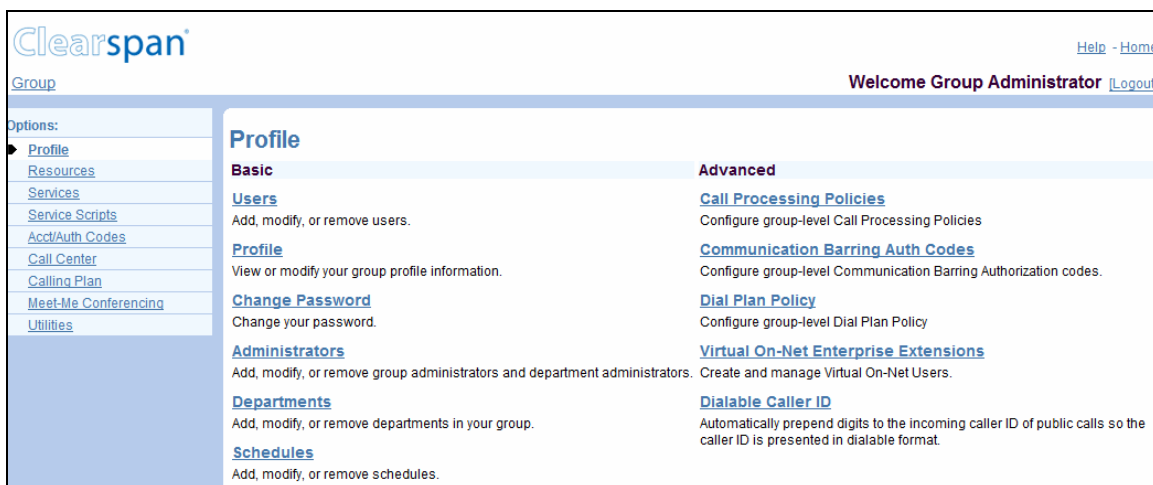 Clearspan®
Help - Home
Group
Welcome Group Administrator [Logout
Options:
Profile
Resources
Services
Service Scripts
Acct/Auth Codes
Call Center
Calling Plan
Meet-Me Conferencing
Utilities
Profile
Basic
Users
Add, modify, or remove users.
Profile
View or modify your group profile information.
Change Password
Change your password.
Administrators
Add, modify, or remove group administrators and department administrators.
Departments
Add, modify, or remove departments in your group.
Schedules
Add, modify, or remove schedules.
Advanced
Call Processing Policies
Configure group-level Call Processing Policies
Communication Barring Auth Codes
Configure group-level Communication Barring Authorization codes.
Dial Plan Policy
Configure group-level Dial Plan Policy
Virtual On-Net Enterprise Extensions
Create and manage Virtual On-Net Users.
Dialable Caller ID
Automatically prepend digits to the incoming caller ID of public calls so the
caller ID is presented in dialable format.